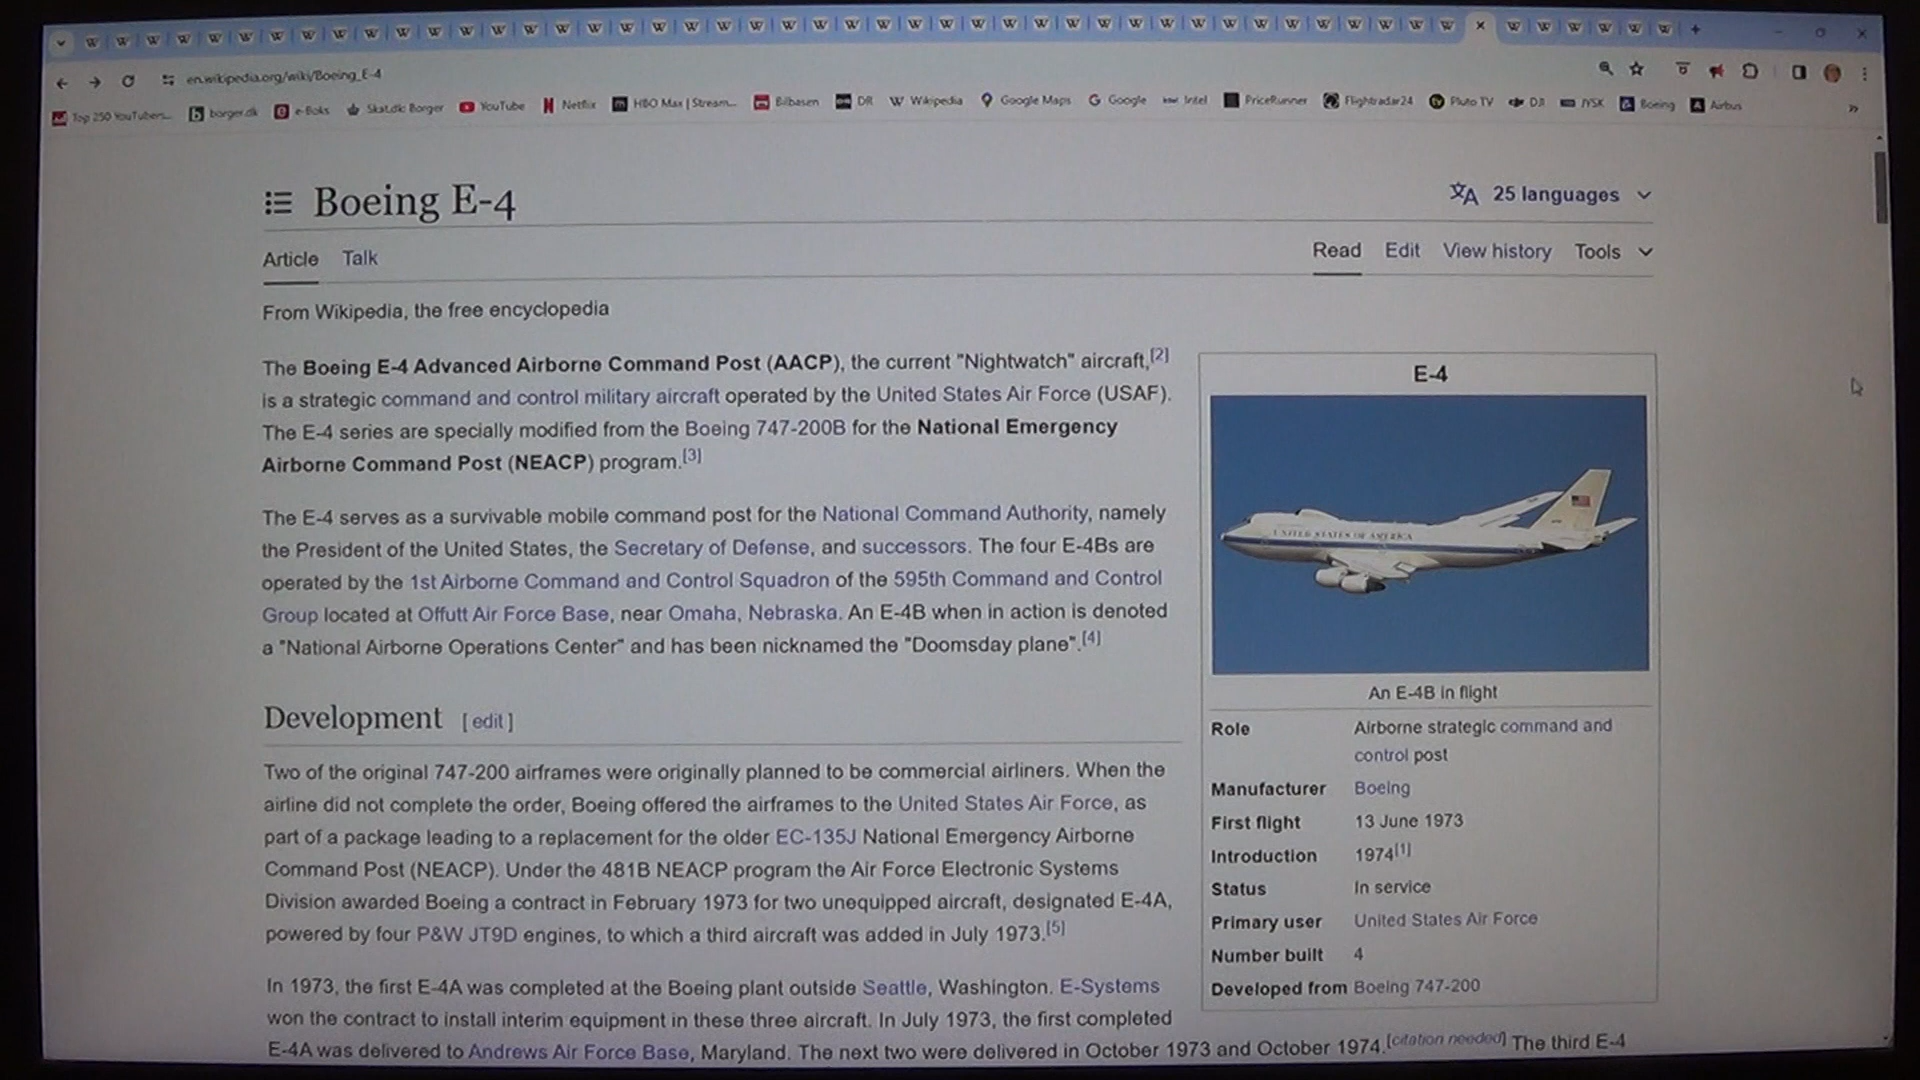 en.wikipedia.org/wiki/Boeing_E-4
Top 250 YouTubers... borger.dk e-Boks Skat.dk: Borger YouTube Netflix HBO Max | Stream... Bilbasen DR Wikipedia Google Maps Google Intel PriceRunner Flightradar24 Pluto TV DJI JYSK Boeing Airbus »
Boeing E-4
25 languages
Article Talk
Read Edit View history Tools
From Wikipedia, the free encyclopedia
The Boeing E-4 Advanced Airborne Command Post (AACP), the current "Nightwatch" aircraft,[2]
is a strategic command and control military aircraft operated by the United States Air Force (USAF).
The E-4 series are specially modified from the Boeing 747-200B for the National Emergency
Airborne Command Post (NEACP) program.[3]
The E-4 serves as a survivable mobile command post for the National Command Authority, namely
the President of the United States, the Secretary of Defense, and successors. The four E-4Bs are
operated by the 1st Airborne Command and Control Squadron of the 595th Command and Control
Group located at Offutt Air Force Base, near Omaha, Nebraska. An E-4B when in action is denoted
a "National Airborne Operations Center" and has been nicknamed the "Doomsday plane".[4]
Development [ edit ]
Two of the original 747-200 airframes were originally planned to be commercial airliners. When the
airline did not complete the order, Boeing offered the airframes to the United States Air Force, as
part of a package leading to a replacement for the older EC-135J National Emergency Airborne
Command Post (NEACP). Under the 481B NEACP program the Air Force Electronic Systems
Division awarded Boeing a contract in February 1973 for two unequipped aircraft, designated E-4A,
powered by four P&W JT9D engines, to which a third aircraft was added in July 1973.[5]
In 1973, the first E-4A was completed at the Boeing plant outside Seattle, Washington. E-Systems
won the contract to install interim equipment in these three aircraft. In July 1973, the first completed
E-4A was delivered to Andrews Air Force Base, Maryland. The next two were delivered in October 1973 and October 1974.[citation needed] The third E-4
E-4
UNITED STATES OF AMERICA
An E-4B in flight
Role Airborne strategic command and
control post
Manufacturer Boeing
First flight 13 June 1973
Introduction 1974[1]
Status In service
Primary user United States Air Force
Number built 4
Developed from Boeing 747-200